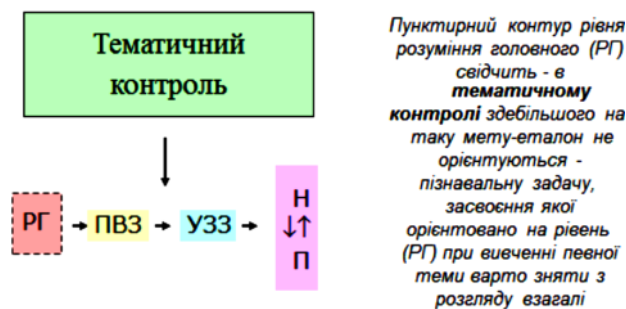 Тематичний
контроль
РГ → ПВЗ → УЗЗ → Н ↓↑ П
Пунктирний контур рівня
розуміння головного (РГ)
свідчить - в
тематичному
контролі здебільшого на
таку мету-еталон не
орієнтуються -
пізнавальну задачу,
засвоєння якої
орієнтовано на рівень
(РГ) при вивченні певної
теми варто зняти з
розгляду взагалі